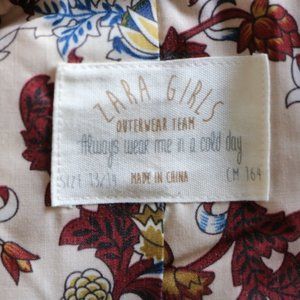 ZARA GIRLS
OUTERWEAR TEAM
Always wear me in a cold day
SIZE 13/14 MADE IN CHINA CM 164